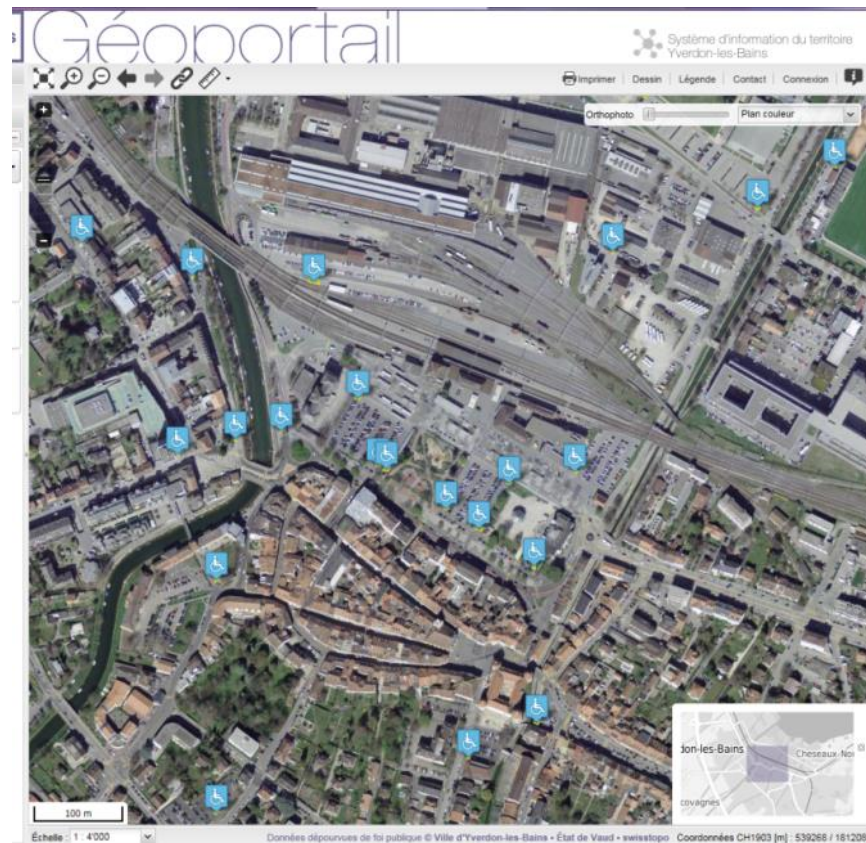 Géoportail
Système d'information du territoire
Yverdon-les-Bains
Imprimer Dessin Légende Contact Connexion
Orthophoto Plan couleur
don-les-Bains
Cheseaux-No
covagnes
100 m
Échelle : 1 : 4'000
Données dépourvues de foi publique © Ville d'Yverdon-les-Bains • État de Vaud • swisstopo Coordonnées CH1903 [m] : 539268 / 181208